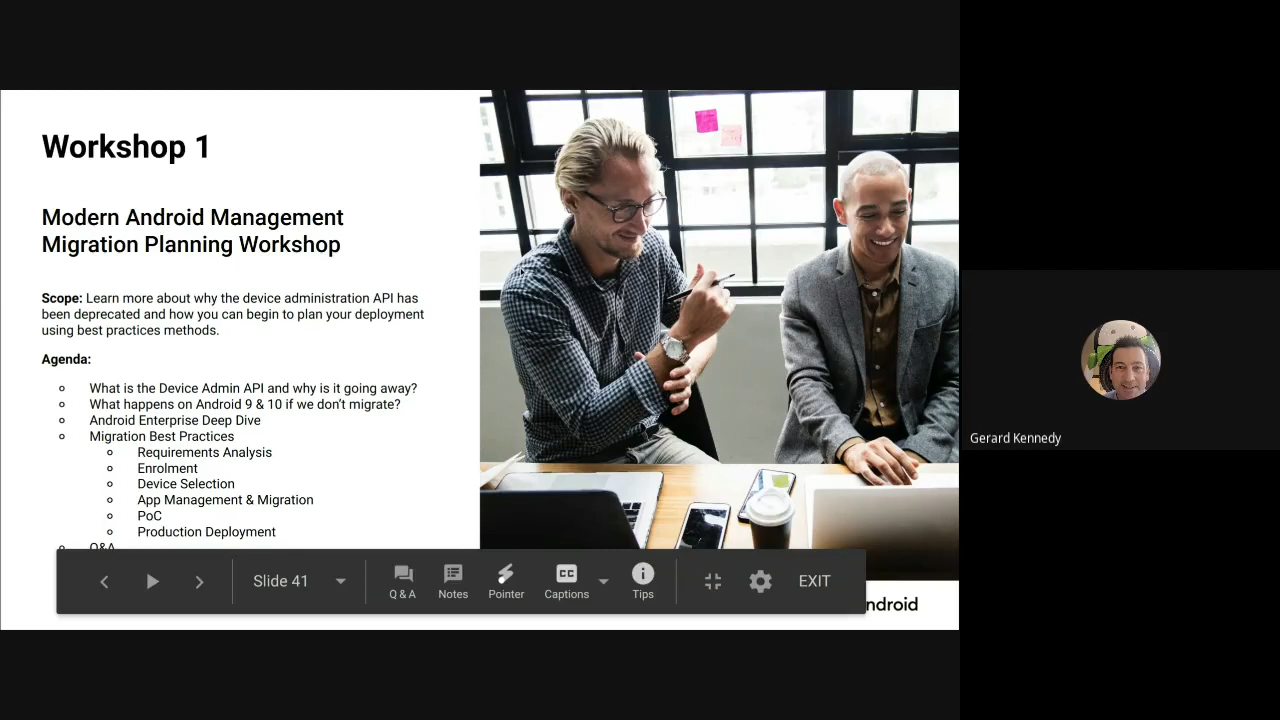 Workshop 1
Modern Android Management
Migration Planning Workshop
Scope: Learn more about why the device administration API has
been deprecated and how you can begin to plan your deployment
using best practices methods.
Agenda:
What is the Device Admin API and why is it going away?
What happens on Android 9 & 10 if we don't migrate?
Android Enterprise Deep Dive
Migration Best Practices
Requirements Analysis
Enrolment
Device Selection
App Management & Migration
PoC
Production Deployment
Q&A
Slide 41
Q & A
Notes
Pointer
CC
Captions
Tips
EXIT
ndroid
Gerard Kennedy